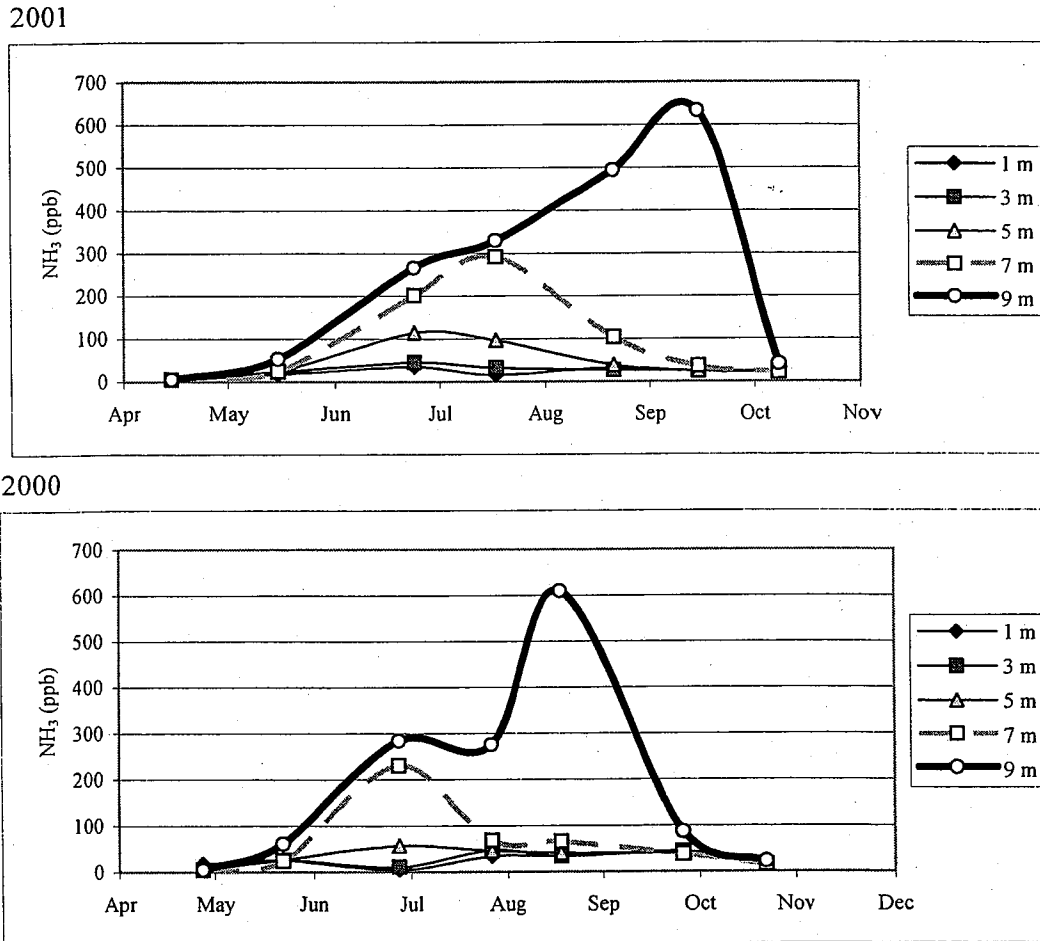 2001
700
600
500
400
300
200
100
0
NH₃ (ppb)
Apr May Jun Jul Aug Sep Oct Nov
1 m
3 m
5 m
7 m
9 m
2000
700
600
500
400
300
200
100
0
NH₃ (ppb)
Apr May Jun Jul Aug Sep Oct Nov Dec
1 m
3 m
5 m
7 m
9 m